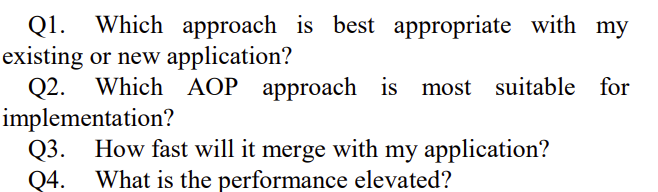 Q1. Which approach is best appropriate with my
existing or new application?
Q2. Which AOP approach is most suitable for
implementation?
Q3. How fast will it merge with my application?
Q4. What is the performance elevated?